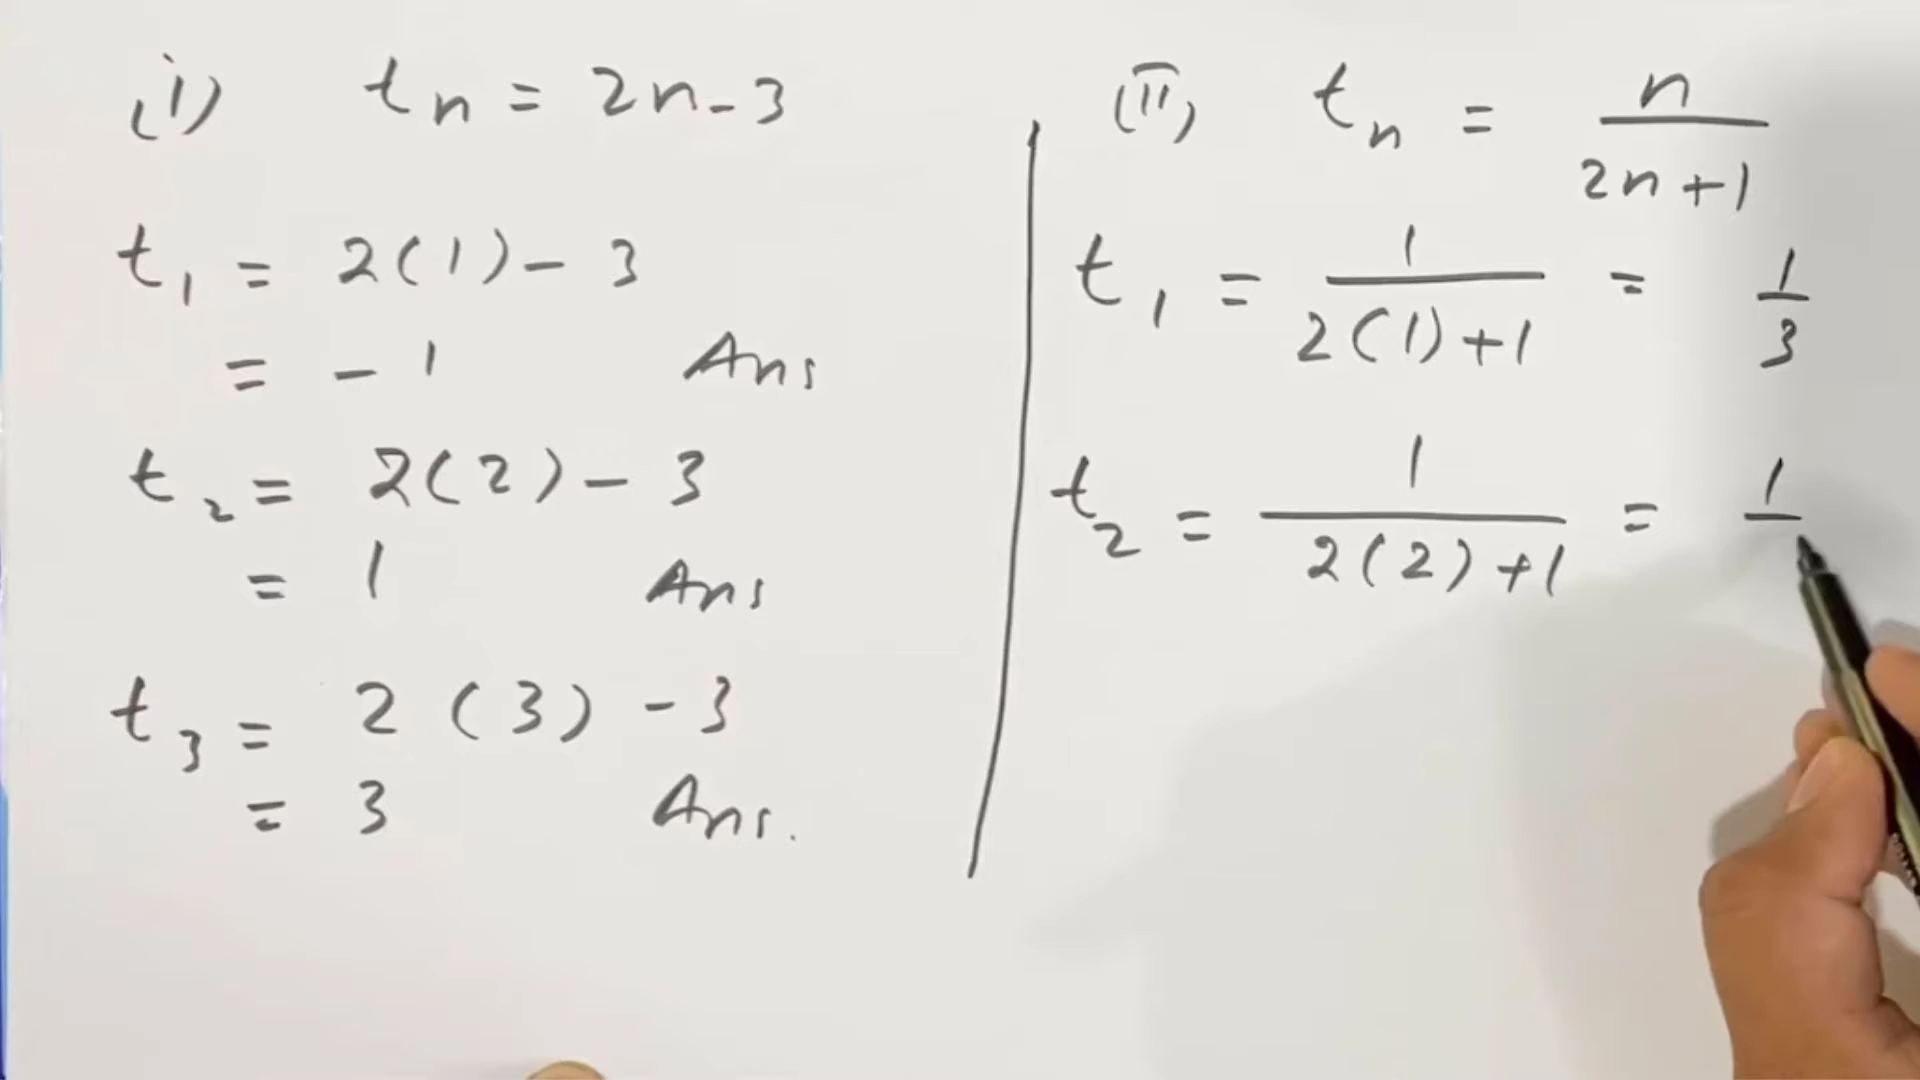 (i) tₙ = 2n - 3
t₁ = 2(1) - 3
= - 1 Ans
t₂ = 2(2) - 3
= 1 Ans
t₃ = 2(3) - 3
= 3 Ans.
(ii) tₙ = n/(2n+1)
t₁ = 1/(2(1)+1) = 1/3
t₂ = 1/(2(2)+1) = 1/